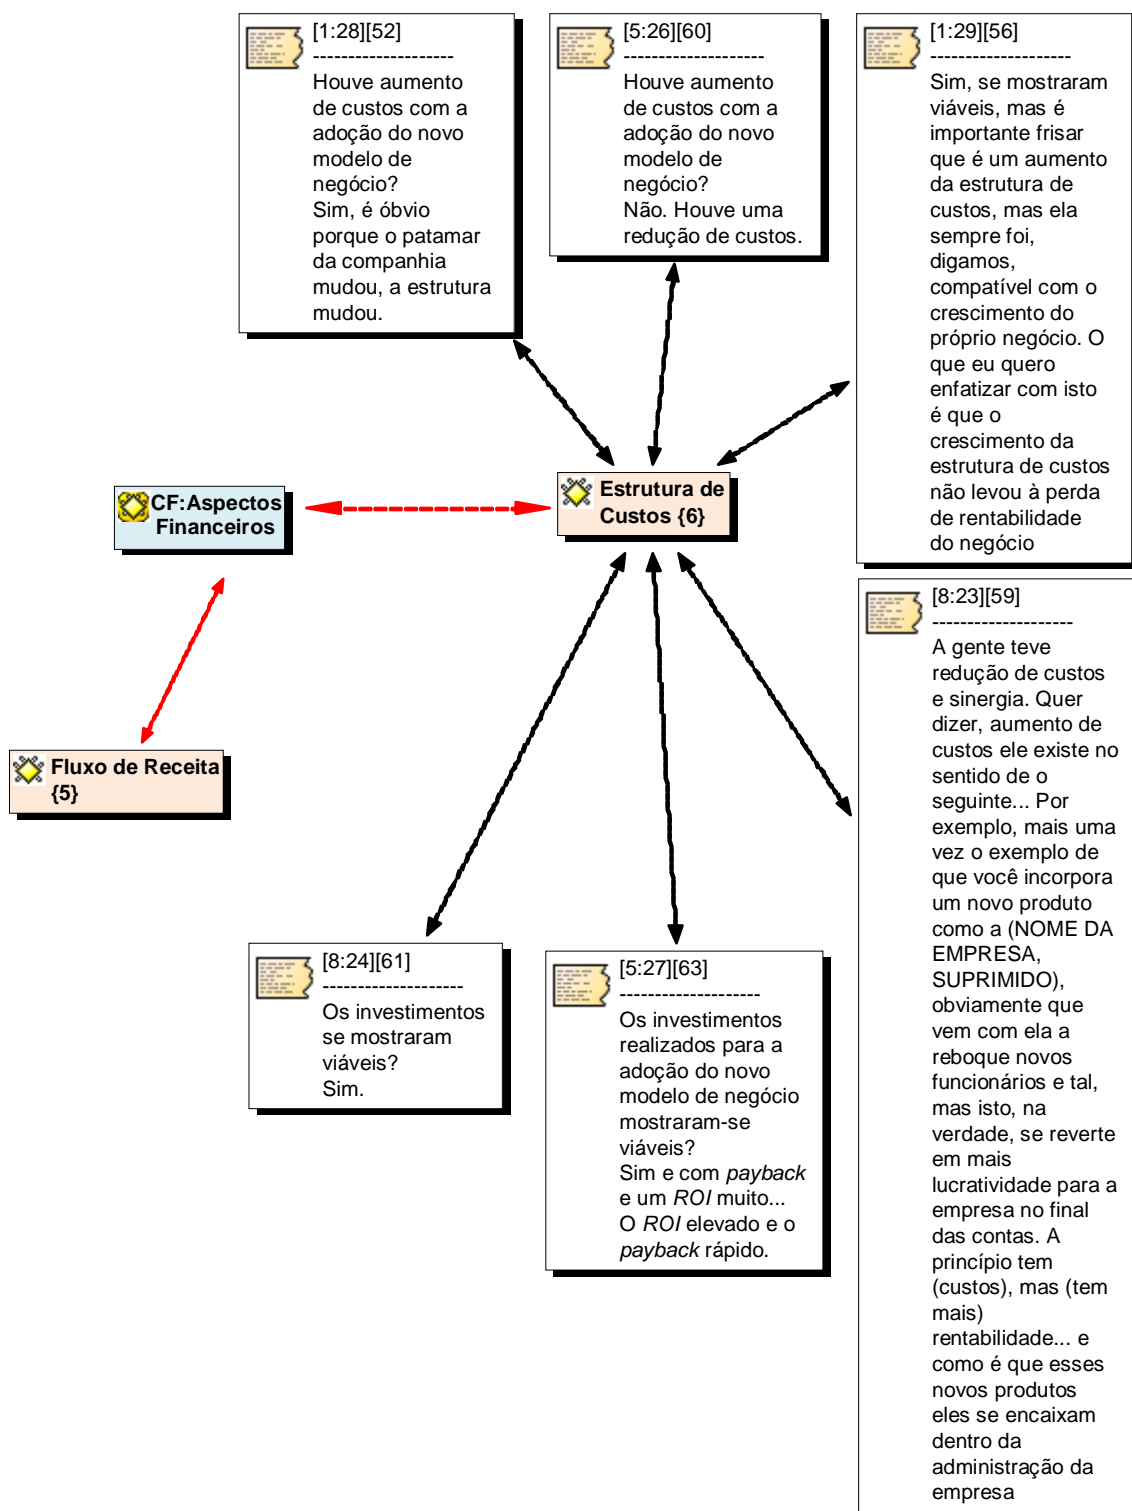 [1:28][52]
--------------------
Houve aumento
de custos com a
adoção do novo
modelo de
negócio?
Sim, é óbvio
porque o patamar
da companhia
mudou, a estrutura
mudou.
[5:26][60]
--------------------
Houve aumento
de custos com a
adoção do novo
modelo de
negócio?
Não. Houve uma
redução de custos.
[1:29][56]
--------------------
Sim, se mostraram
viáveis, mas é
importante frisar
que é um aumento
da estrutura de
custos, mas ela
sempre foi,
digamos,
compatível com o
crescimento do
próprio negócio. O
que eu quero
enfatizar com isto
é que o
crescimento da
estrutura de custos
não levou à perda
de rentabilidade
do negócio
CF:Aspectos
Financeiros
Estrutura de
Custos {6}
Fluxo de Receita
{5}
[8:23][59]
--------------------
A gente teve
redução de custos
e sinergia. Quer
dizer, aumento de
custos ele existe no
sentido de o
seguinte... Por
exemplo, mais uma
vez o exemplo de
que você incorpora
um novo produto
como a (NOME DA
EMPRESA,
SUPRIMIDO),
obviamente que
vem com ela a
reboque novos
funcionários e tal,
mas isto, na
verdade, se reverte
em mais
lucratividade para a
empresa no final
das contas. A
princípio tem
(custos), mas (tem
mais)
rentabilidade... e
como é que esses
novos produtos
eles se encaixam
dentro da
administração da
empresa
[8:24][61]
--------------------
Os investimentos
se mostraram
viáveis?
Sim.
[5:27][63]
--------------------
Os investimentos
realizados para a
adoção do novo
modelo de negócio
mostraram-se
viáveis?
Sim e com payback
e um ROI muito...
O ROI elevado e o
payback rápido.